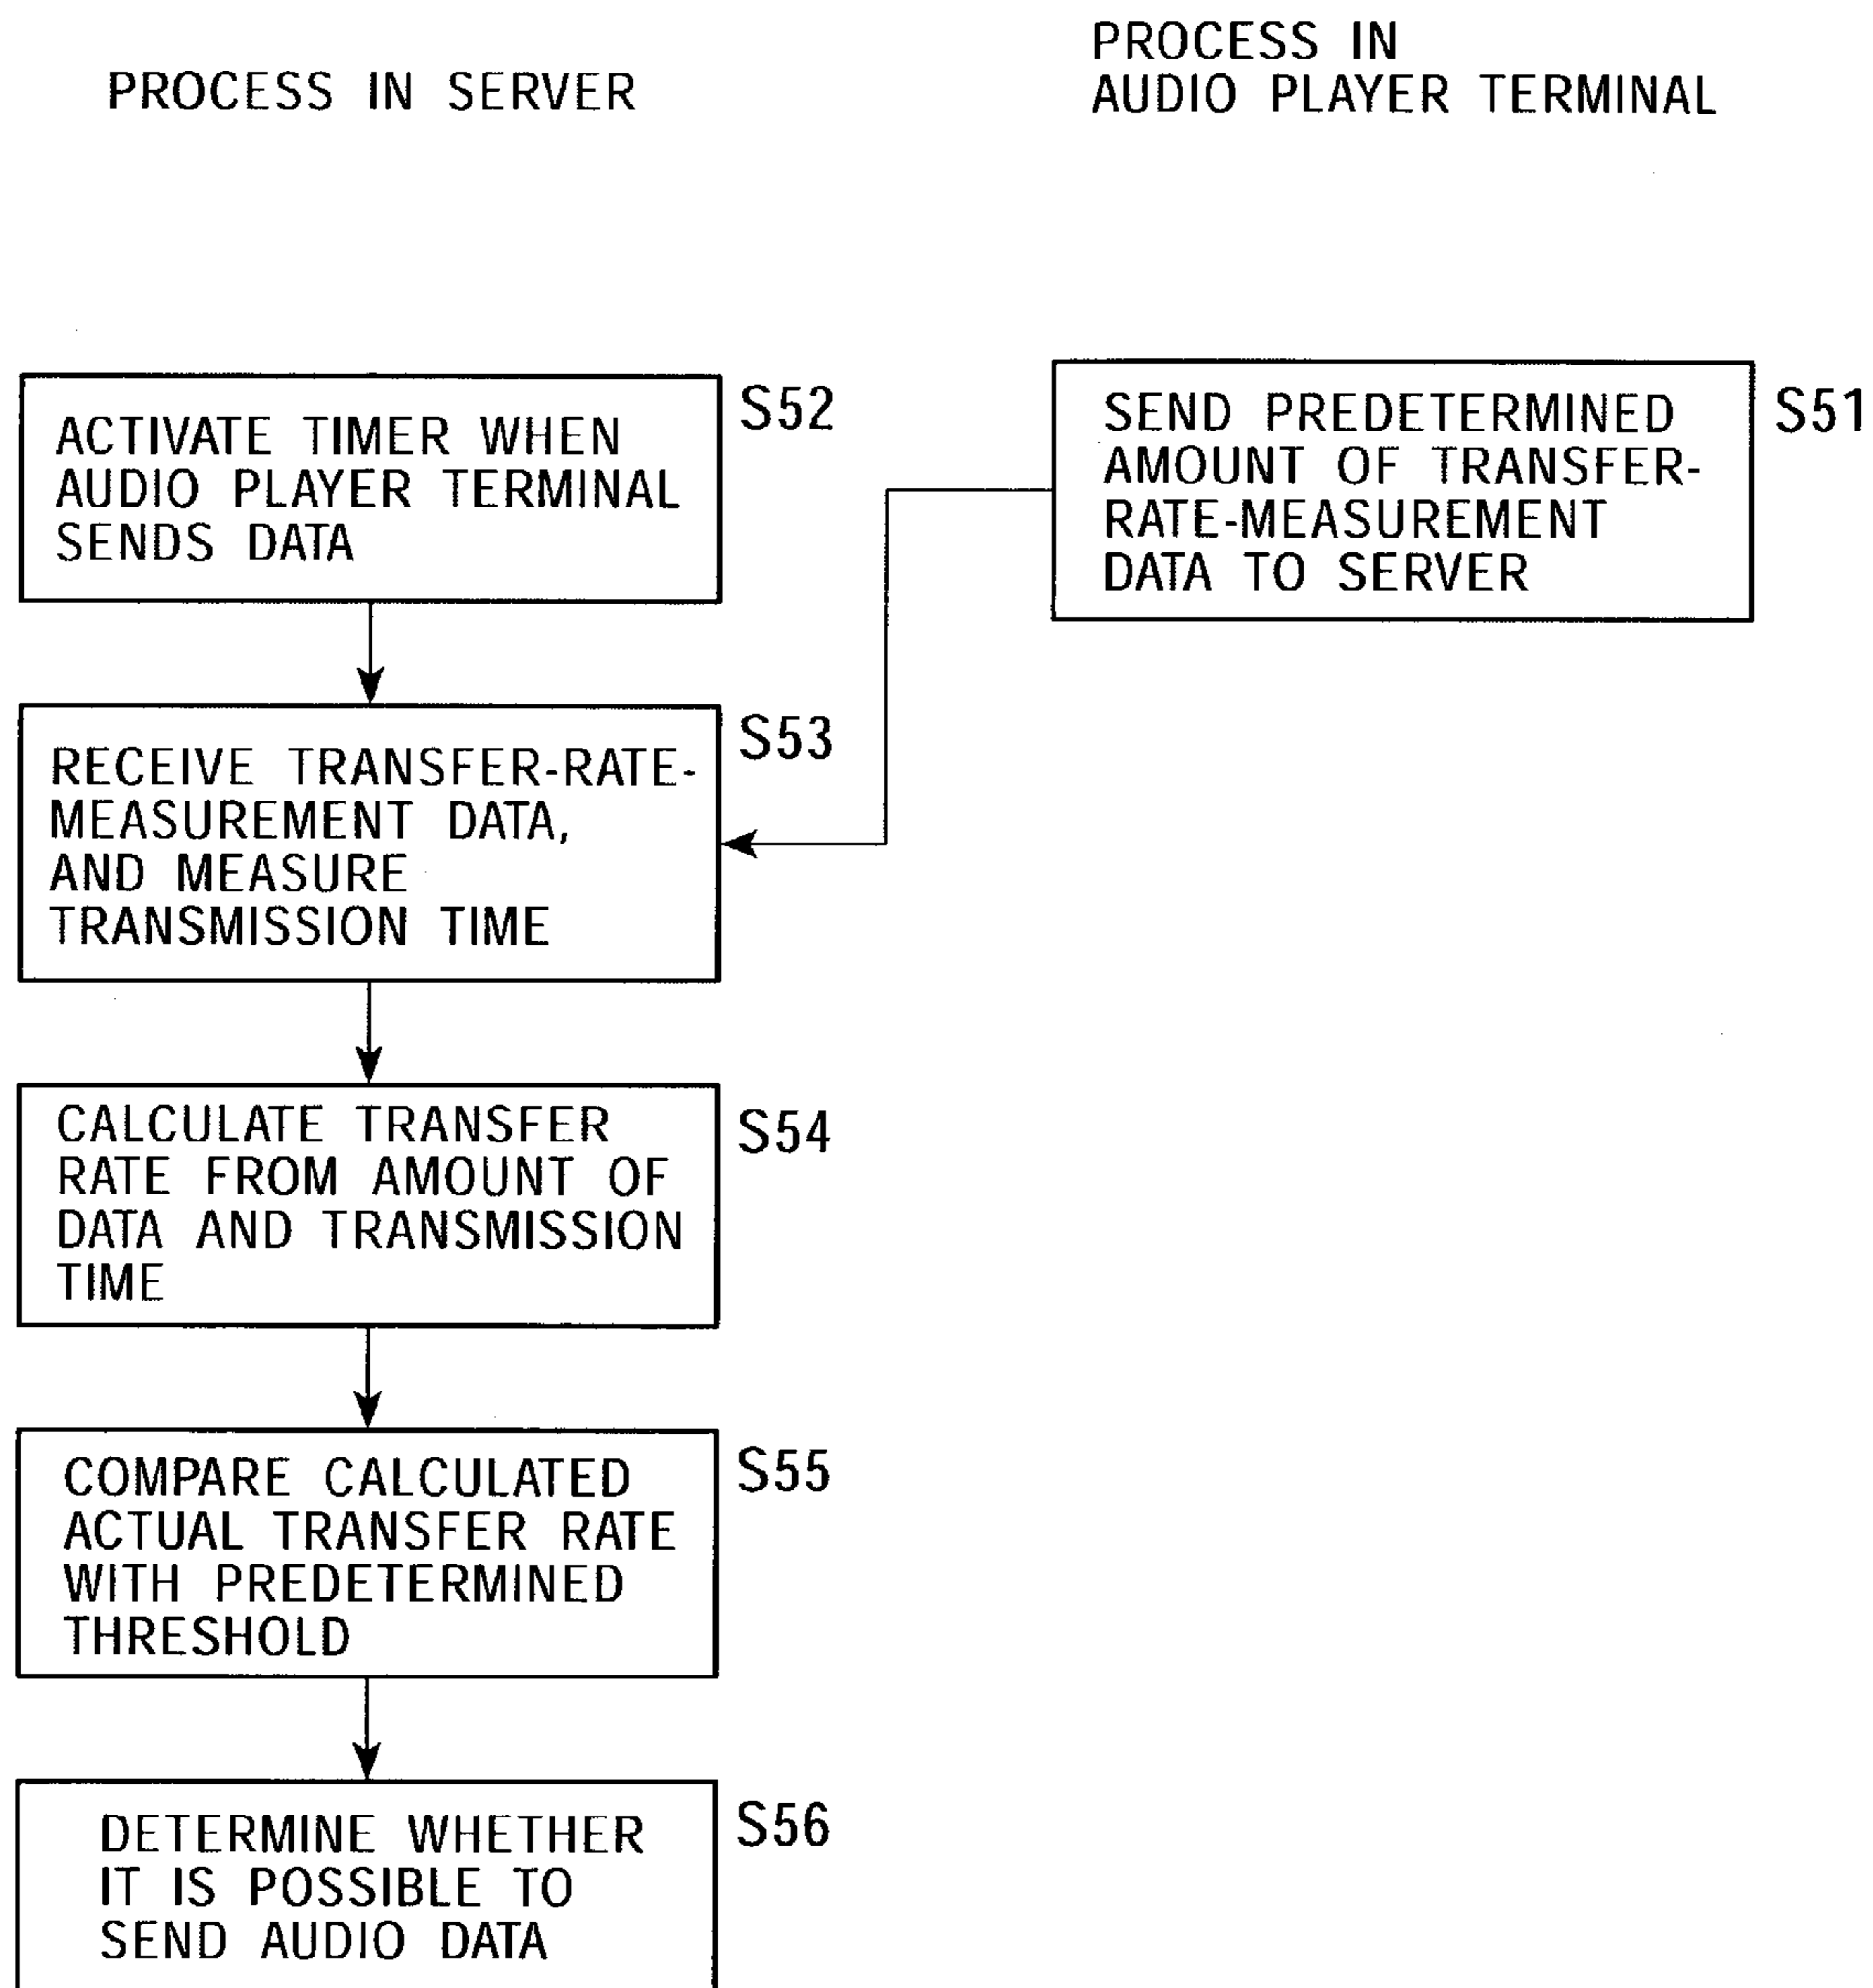 PROCESS IN SERVER
PROCESS IN
AUDIO PLAYER TERMINAL
ACTIVATE TIMER WHEN
AUDIO PLAYER TERMINAL
SENDS DATA
S52
SEND PREDETERMINED
AMOUNT OF TRANSFER-
RATE-MEASUREMENT
DATA TO SERVER
S51
RECEIVE TRANSFER-RATE-
MEASUREMENT DATA,
AND MEASURE
TRANSMISSION TIME
S53
CALCULATE TRANSFER
RATE FROM AMOUNT OF
DATA AND TRANSMISSION
TIME
S54
COMPARE CALCULATED
ACTUAL TRANSFER RATE
WITH PREDETERMINED
THRESHOLD
S55
DETERMINE WHETHER
IT IS POSSIBLE TO
SEND AUDIO DATA
S56